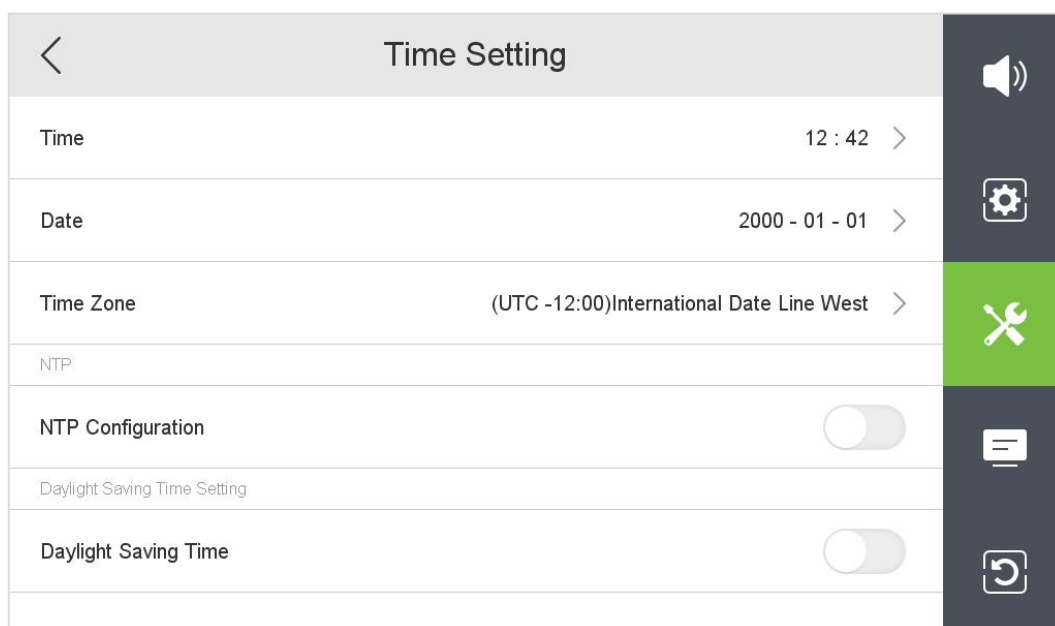 Time Setting
Time 12 : 42
Date 2000 - 01 - 01
Time Zone (UTC -12:00)International Date Line West
NTP
NTP Configuration
Daylight Saving Time Setting
Daylight Saving Time